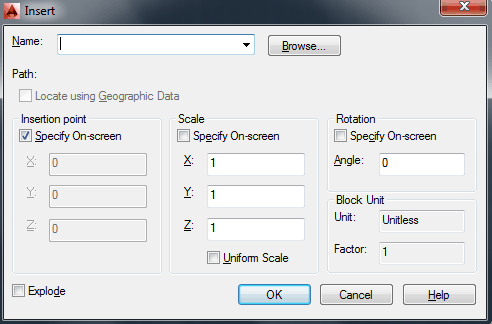 Insert
Name: Browse...
Path:
Locate using Geographic Data
Insertion point
Specify On-screen
X: 0
Y: 0
Z: 0
Scale
Specify On-screen
X: 1
Y: 1
Z: 1
Uniform Scale
Rotation
Specify On-screen
Angle: 0
Block Unit
Unit: Unitless
Factor: 1
Explode
OK Cancel Help